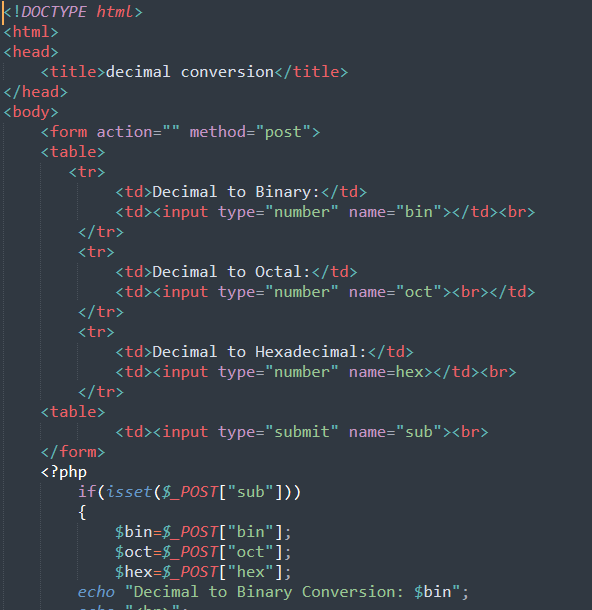 <!DOCTYPE html>
<html>
<head>
    <title>decimal conversion</title>
</head>
<body>
    <form action="" method="post">
    <table>
       <tr>
            <td>Decimal to Binary:</td>
            <td><input type="number" name="bin"></td><br>
        </tr>
        <tr>
            <td>Decimal to Octal:</td>
            <td><input type="number" name="oct"><br></td>
        </tr>
        <tr>
            <td>Decimal to Hexadecimal:</td>
            <td><input type="number" name=hex></td><br>
        </tr>
    <table>
            <td><input type="submit" name="sub"><br>
    </form>
    <?php
        if(isset($_POST["sub"]))
        {
            $bin=$_POST["bin"];
            $oct=$_POST["oct"];
            $hex=$_POST["hex"];
        echo "Decimal to Binary Conversion: $bin";
        echo "<br>";